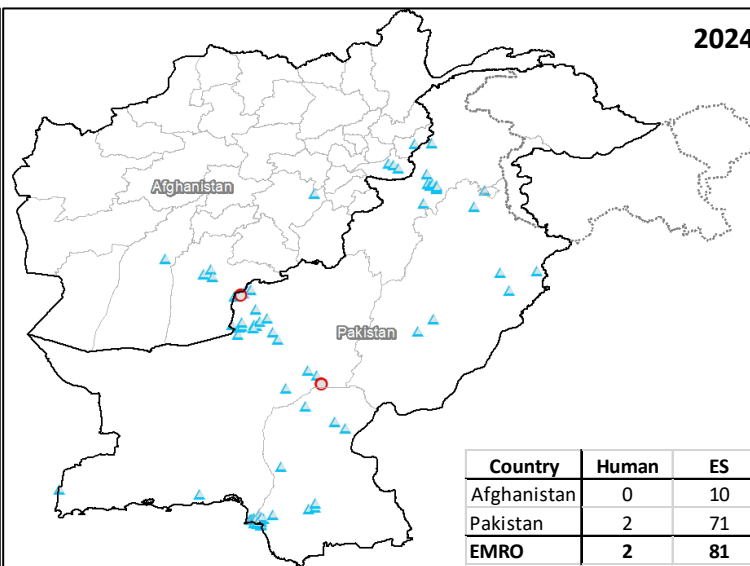 2024
Afghanistan
Pakistan
Country Human ES
Afghanistan 0 10
Pakistan 2 71
EMRO 2 81